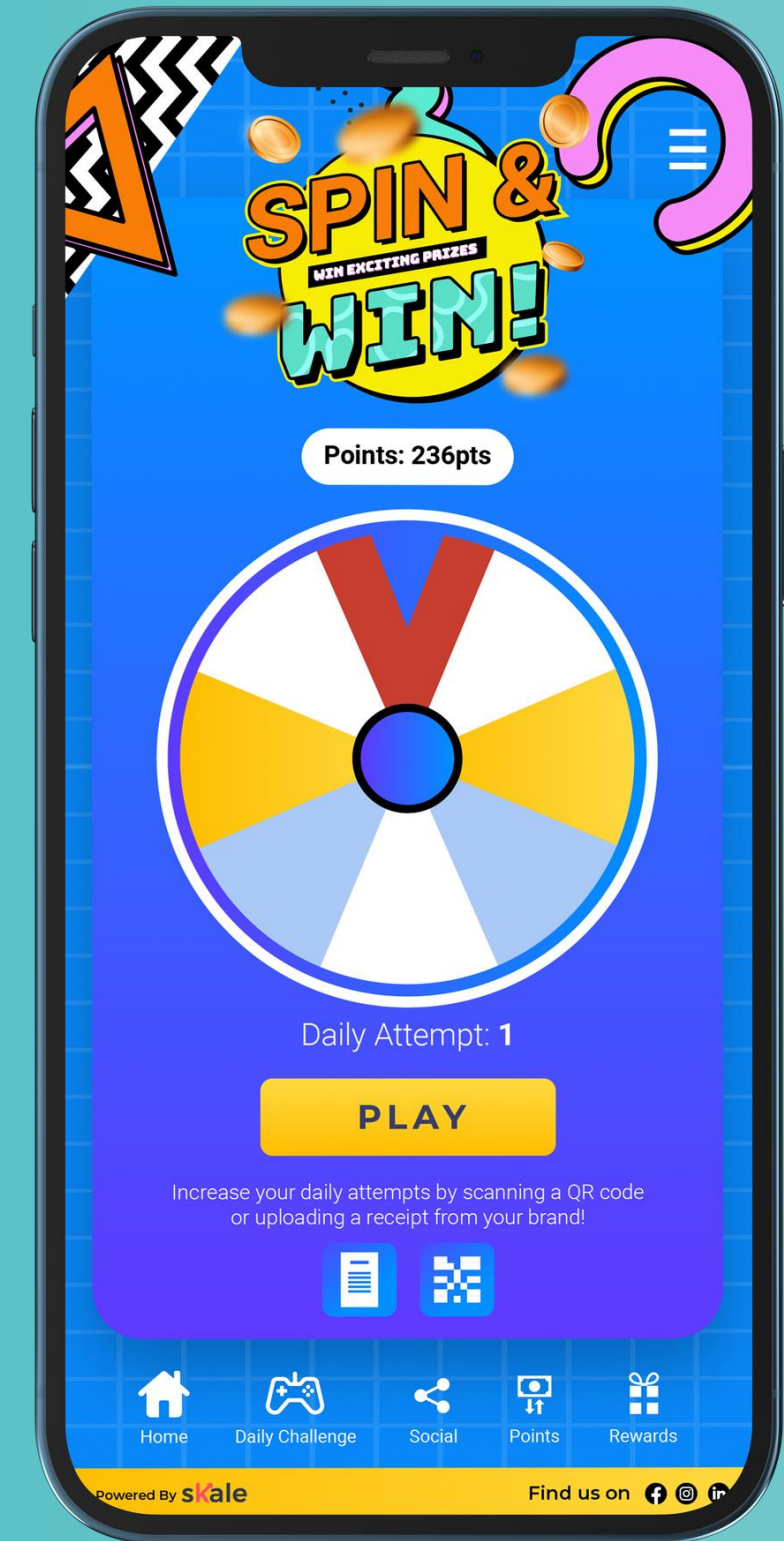 SPIN &
WIN EXCITING PRIZES
WIN!
Points: 236pts
Daily Attempt: 1
PLAY
Increase your daily attempts by scanning a QR code
or uploading a receipt from your brand!
Home Daily Challenge Social Points Rewards
Powered By skale Find us on